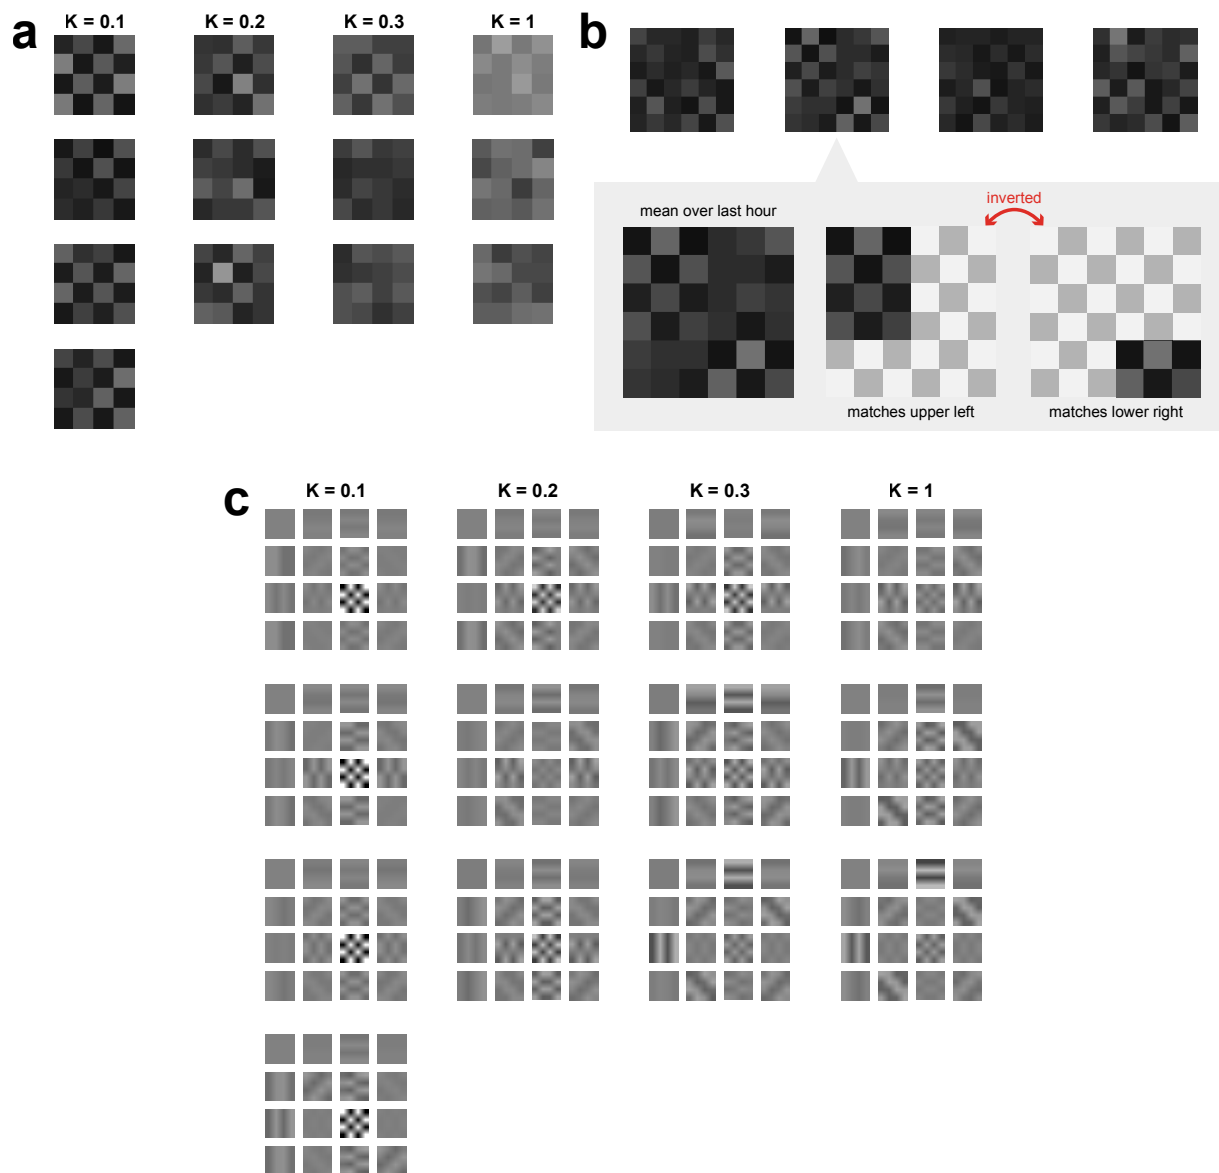 a
K = 0.1 K = 0.2 K = 0.3 K = 1
b
mean over last hour
inverted
matches upper left
matches lower right
c
K = 0.1 K = 0.2 K = 0.3 K = 1